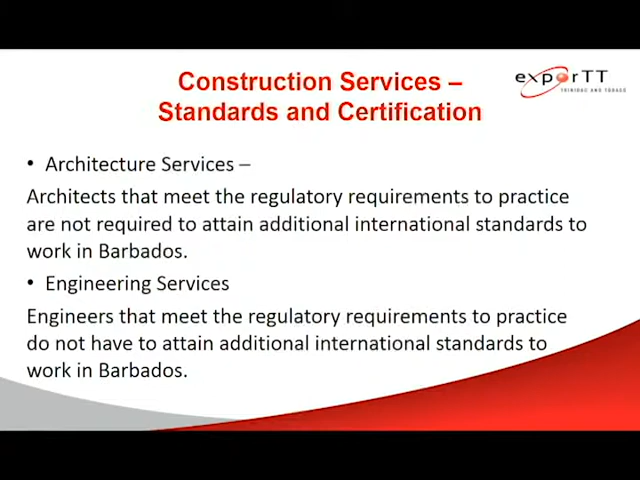 Construction Services –
Standards and Certification
exporTT
TRINIDAD AND TOBAGO
• Architecture Services –
Architects that meet the regulatory requirements to practice
are not required to attain additional international standards to
work in Barbados.
• Engineering Services
Engineers that meet the regulatory requirements to practice
do not have to attain additional international standards to
work in Barbados.